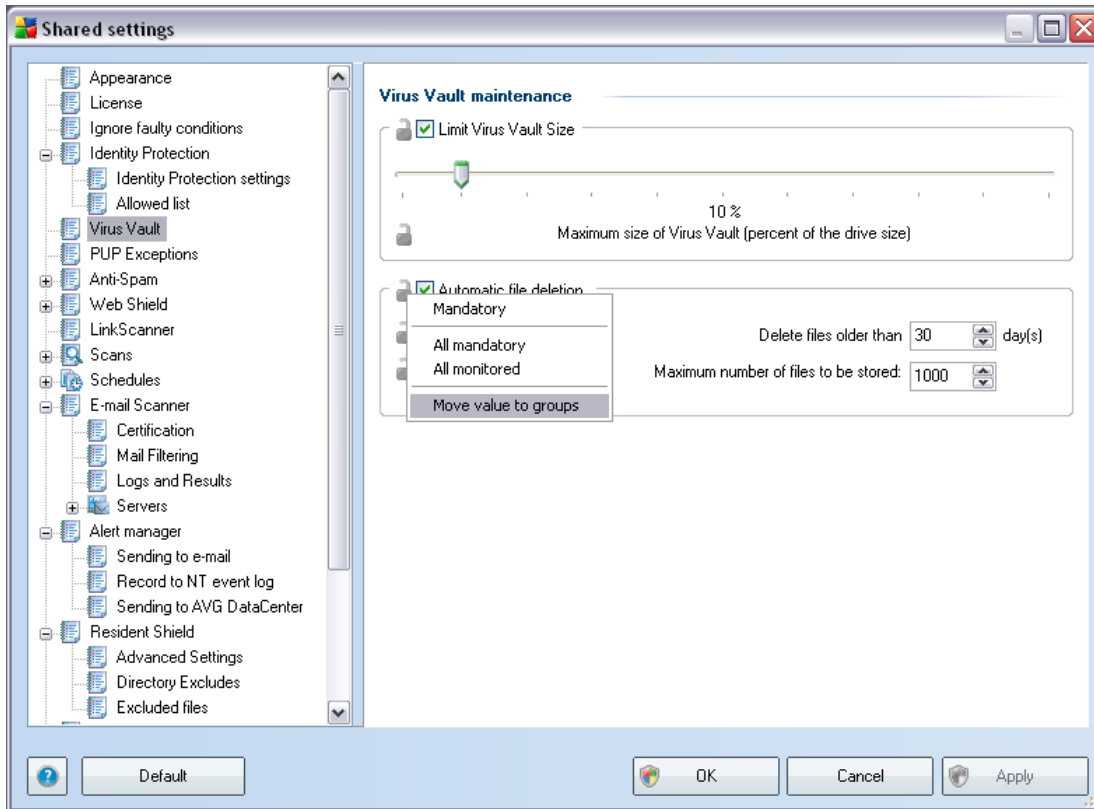 Shared settings
Appearance
License
Ignore faulty conditions
Identity Protection
Identity Protection settings
Allowed list
Virus Vault
PUP Exceptions
Anti-Spam
Web Shield
LinkScanner
Scans
Schedules
E-mail Scanner
Certification
Mail Filtering
Logs and Results
Servers
Alert manager
Sending to e-mail
Record to NT event log
Sending to AVG DataCenter
Resident Shield
Advanced Settings
Directory Excludes
Excluded files
Virus Vault maintenance
Limit Virus Vault Size
10 %
Maximum size of Virus Vault (percent of the drive size)
Automatic file deletion
Mandatory
All mandatory
All monitored
Move value to groups
Delete files older than 30 day(s)
Maximum number of files to be stored: 1000
? Default OK Cancel Apply